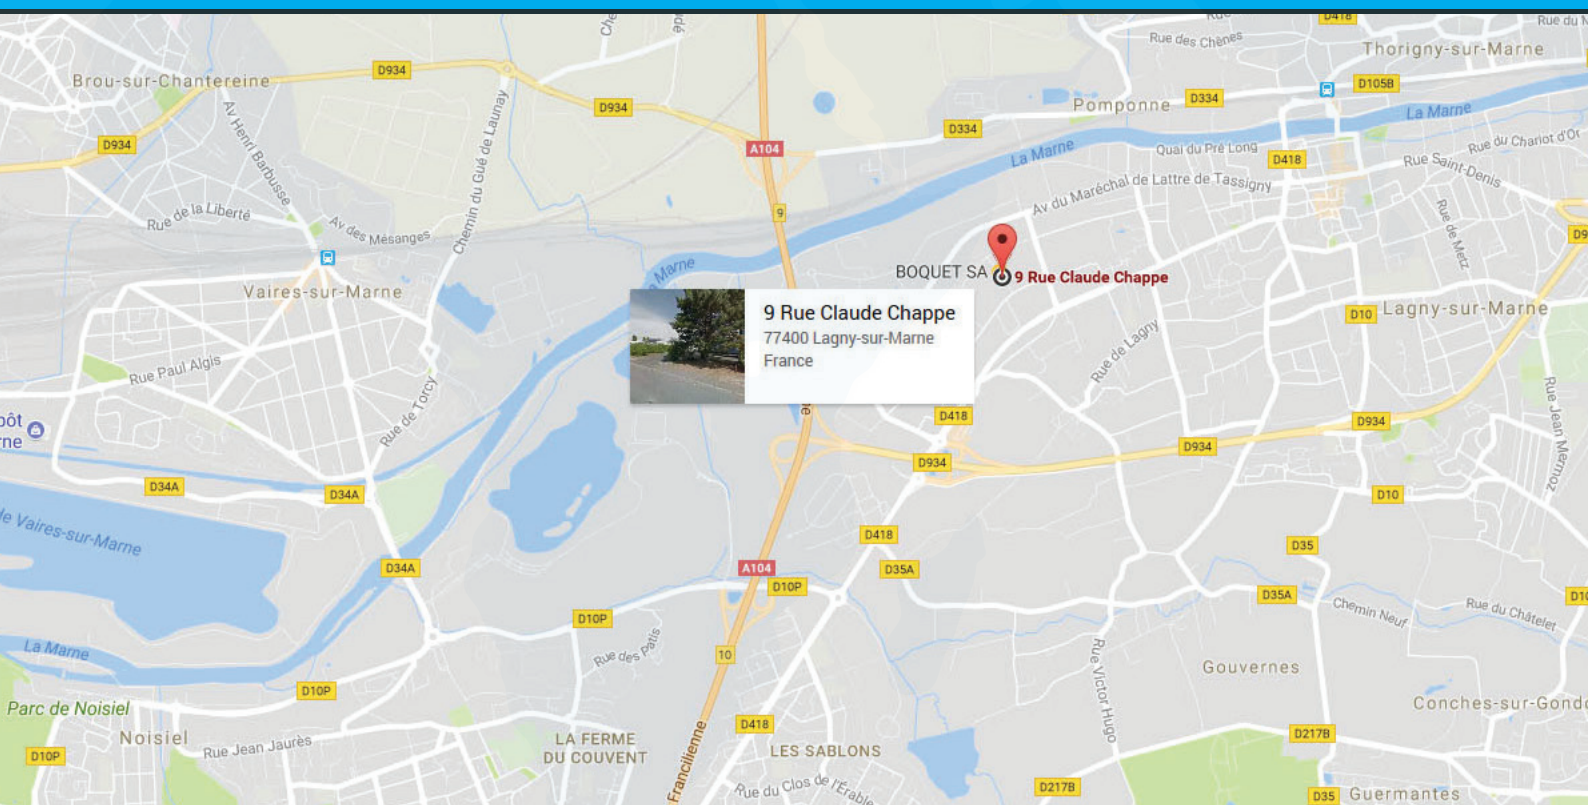 D418
Rue des Chênes
Thorigny-sur-Marne
Brou-sur-Chantereine
D934
D934
D105B
Pomponne
D334
La Marne
D334
D934
A104
Av Henri Barbusse
Chemin du Gué de Launay
La Marne
Quai du Pré Long
D418
Rue Saint-Denis
Rue du Chariot d'Or
Av du Maréchal de Lattre de Tassigny
Rue de la Liberté
Av des Mésanges
9
Rue de Metz
BOQUET SA
9 Rue Claude Chappe
Marne
Vaires-sur-Marne
9 Rue Claude Chappe
77400 Lagny-sur-Marne
France
D10
Lagny-sur-Marne
Rue de Lagny
Rue Paul Algis
Rue de Torcy
Rue Jean Mermoz
D418
D934
D934
D934
D34A
D34A
D10
de Vaires-sur-Marne
D418
D35
A104
D10P
D35A
D34A
D35A
Chemin Neuf
Rue du Châtelet
D10P
Rue des Patis
10
La Marne
Rue Victor Hugo
Gouvernes
D10P
Conches-sur-Gondo
Parc de Noisiel
Noisiel
Rue Jean Jaurès
LA FERME
DU COUVENT
Francilienne
D418
LES SABLONS
D217B
D10P
Rue du Clos de l'Érable
D217B
D35
Guermantes